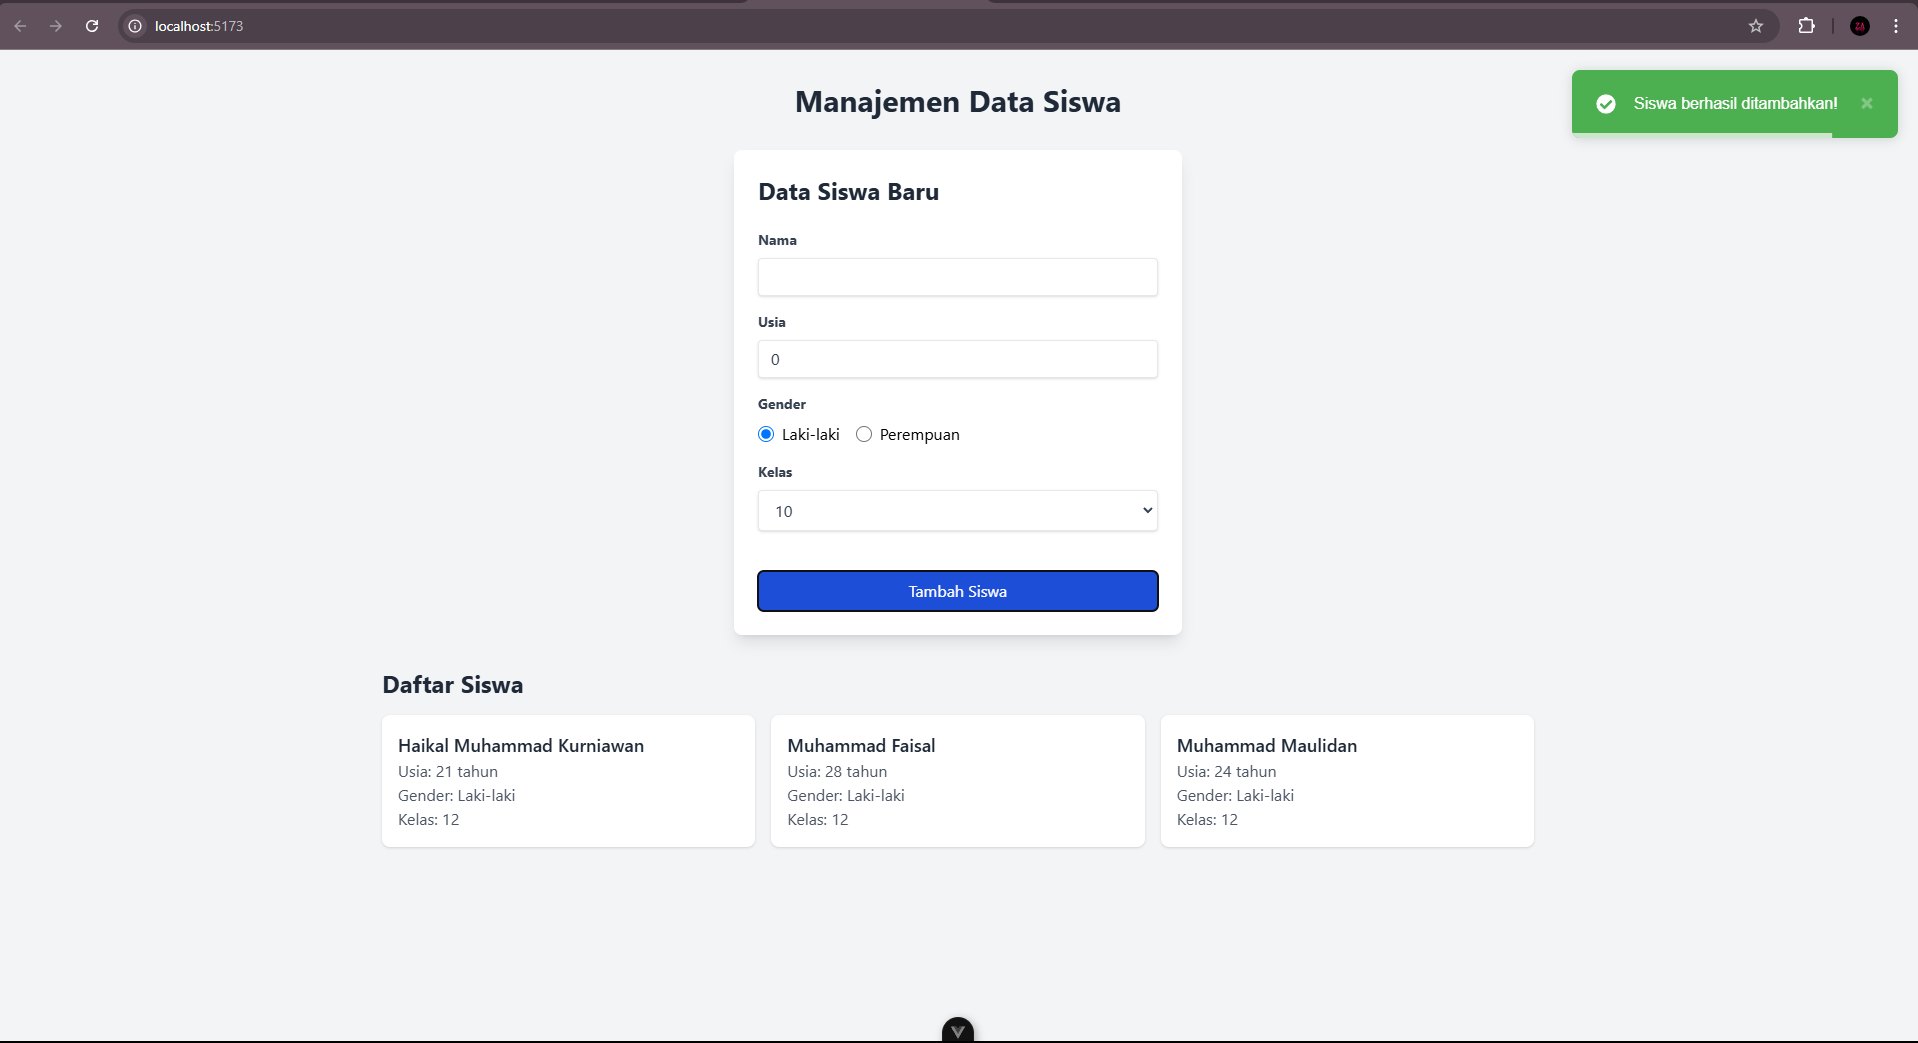 localhost:5173
Manajemen Data Siswa
Siswa berhasil ditambahkan!
Data Siswa Baru
Nama
Usia
0
Gender
Laki-laki Perempuan
Kelas
10
Tambah Siswa
Daftar Siswa
Haikal Muhammad Kurniawan
Usia: 21 tahun
Gender: Laki-laki
Kelas: 12
Muhammad Faisal
Usia: 28 tahun
Gender: Laki-laki
Kelas: 12
Muhammad Maulidan
Usia: 24 tahun
Gender: Laki-laki
Kelas: 12